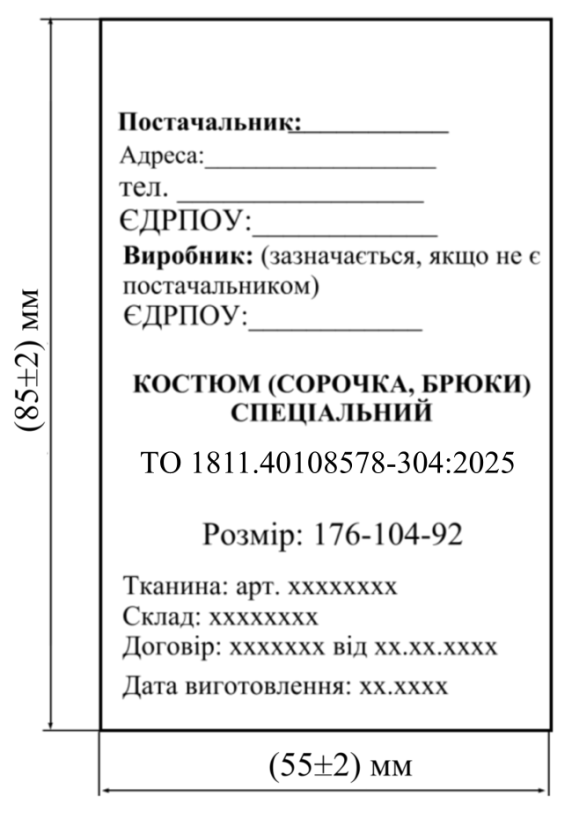 Постачальник:___________
Адреса:_________________
тел. __________________
ЄДРПОУ:_____________
Виробник: (зазначається, якщо не є
постачальником)
ЄДРПОУ:____________
КОСТЮМ (СОРОЧКА, БРЮКИ)
СПЕЦІАЛЬНИЙ
ТО 1811.40108578-304:2025
Розмір: 176-104-92
Тканина: арт. хххххххх
Склад: хххххххх
Договір: ххххххх від хх.хх.хххх
Дата виготовлення: хх.хххх
(85±2) мм
(55±2) мм